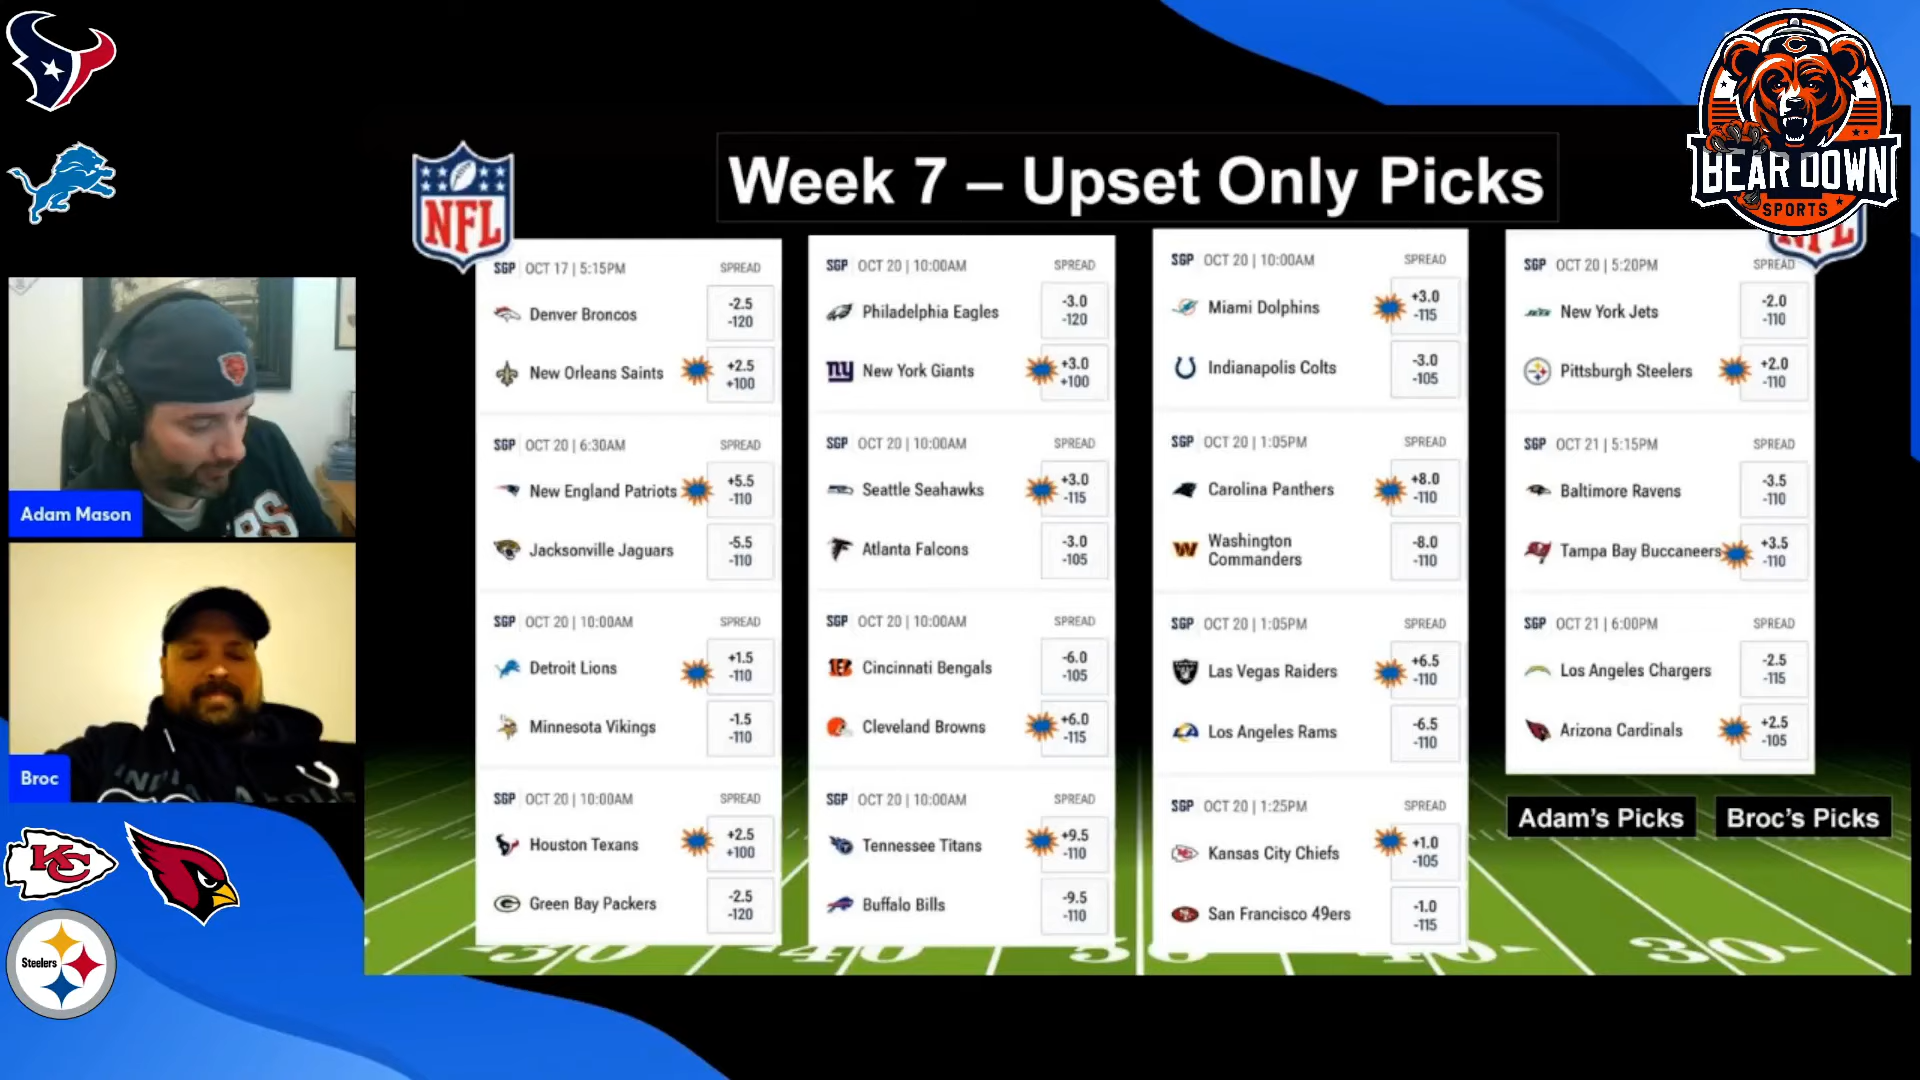 BEAR DOWN
SPORTS
NFL
Week 7 – Upset Only Picks
NFL
SGP OCT 17 | 5:15PM SPREAD
Denver Broncos -2.5 -120
New Orleans Saints +2.5 +100
SGP OCT 20 | 6:30AM SPREAD
New England Patriots +5.5 -110
Jacksonville Jaguars -5.5 -110
SGP OCT 20 | 10:00AM SPREAD
Detroit Lions +1.5 -110
Minnesota Vikings -1.5 -110
SGP OCT 20 | 10:00AM SPREAD
Houston Texans +2.5 +100
Green Bay Packers -2.5 -120
SGP OCT 20 | 10:00AM SPREAD
Philadelphia Eagles -3.0 -120
New York Giants +3.0 +100
SGP OCT 20 | 10:00AM SPREAD
Seattle Seahawks +3.0 -115
Atlanta Falcons -3.0 -105
SGP OCT 20 | 10:00AM SPREAD
Cincinnati Bengals -6.0 -105
Cleveland Browns +6.0 -115
SGP OCT 20 | 10:00AM SPREAD
Tennessee Titans +9.5 -110
Buffalo Bills -9.5 -110
SGP OCT 20 | 10:00AM SPREAD
Miami Dolphins +3.0 -115
Indianapolis Colts -3.0 -105
SGP OCT 20 | 1:05PM SPREAD
Carolina Panthers +8.0 -110
Washington
Commanders -8.0 -110
SGP OCT 20 | 1:05PM SPREAD
Las Vegas Raiders +6.5 -110
Los Angeles Rams -6.5 -110
SGP OCT 20 | 1:25PM SPREAD
Kansas City Chiefs +1.0 -105
San Francisco 49ers -1.0 -115
SGP OCT 20 | 5:20PM SPREAD
New York Jets -2.0 -110
Pittsburgh Steelers +2.0 -110
SGP OCT 21 | 5:15PM SPREAD
Baltimore Ravens -3.5 -110
Tampa Bay Buccaneers +3.5 -110
SGP OCT 21 | 6:00PM SPREAD
Los Angeles Chargers -2.5 -115
Arizona Cardinals +2.5 -105
Adam's Picks Broc's Picks
Adam Mason
Broc
KC
Steelers